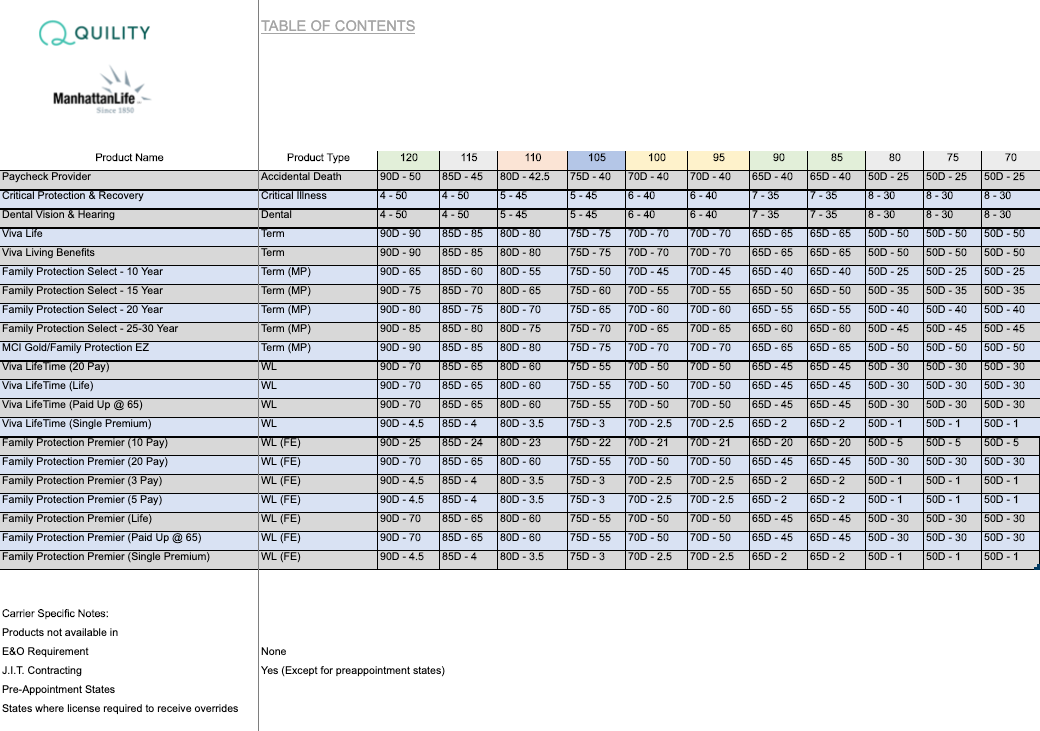 QUILITY
TABLE OF CONTENTS
ManhattanLife
Since 1850
Product Name Product Type 120 115 110 105 100 95 90 85 80 75 70
Paycheck Provider Accidental Death 90D - 50 85D - 45 80D - 42.5 75D - 40 70D - 40 70D - 40 65D - 40 65D - 40 50D - 25 50D - 25 50D - 25
Critical Protection & Recovery Critical Illness 4 - 50 4 - 50 5 - 45 5 - 45 6 - 40 6 - 40 7 - 35 7 - 35 8 - 30 8 - 30 8 - 30
Dental Vision & Hearing Dental 4 - 50 4 - 50 5 - 45 5 - 45 6 - 40 6 - 40 7 - 35 7 - 35 8 - 30 8 - 30 8 - 30
Viva Life Term 90D - 90 85D - 85 80D - 80 75D - 75 70D - 70 70D - 70 65D - 65 65D - 65 50D - 50 50D - 50 50D - 50
Viva Living Benefits Term 90D - 90 85D - 85 80D - 80 75D - 75 70D - 70 70D - 70 65D - 65 65D - 65 50D - 50 50D - 50 50D - 50
Family Protection Select - 10 Year Term (MP) 90D - 65 85D - 60 80D - 55 75D - 50 70D - 45 70D - 45 65D - 40 65D - 40 50D - 25 50D - 25 50D - 25
Family Protection Select - 15 Year Term (MP) 90D - 75 85D - 70 80D - 65 75D - 60 70D - 55 70D - 55 65D - 50 65D - 50 50D - 35 50D - 35 50D - 35
Family Protection Select - 20 Year Term (MP) 90D - 80 85D - 75 80D - 70 75D - 65 70D - 60 70D - 60 65D - 55 65D - 55 50D - 40 50D - 40 50D - 40
Family Protection Select - 25-30 Year Term (MP) 90D - 85 85D - 80 80D - 75 75D - 70 70D - 65 70D - 65 65D - 60 65D - 60 50D - 45 50D - 45 50D - 45
MCI Gold/Family Protection EZ Term (MP) 90D - 90 85D - 85 80D - 80 75D - 75 70D - 70 70D - 70 65D - 65 65D - 65 50D - 50 50D - 50 50D - 50
Viva LifeTime (20 Pay) WL 90D - 70 85D - 65 80D - 60 75D - 55 70D - 50 70D - 50 65D - 45 65D - 45 50D - 30 50D - 30 50D - 30
Viva LifeTime (Life) WL 90D - 70 85D - 65 80D - 60 75D - 55 70D - 50 70D - 50 65D - 45 65D - 45 50D - 30 50D - 30 50D - 30
Viva LifeTime (Paid Up @ 65) WL 90D - 70 85D - 65 80D - 60 75D - 55 70D - 50 70D - 50 65D - 45 65D - 45 50D - 30 50D - 30 50D - 30
Viva LifeTime (Single Premium) WL 90D - 4.5 85D - 4 80D - 3.5 75D - 3 70D - 2.5 70D - 2.5 65D - 2 65D - 2 50D - 1 50D - 1 50D - 1
Family Protection Premier (10 Pay) WL (FE) 90D - 25 85D - 24 80D - 23 75D - 22 70D - 21 70D - 21 65D - 20 65D - 20 50D - 5 50D - 5 50D - 5
Family Protection Premier (20 Pay) WL (FE) 90D - 70 85D - 65 80D - 60 75D - 55 70D - 50 70D - 50 65D - 45 65D - 45 50D - 30 50D - 30 50D - 30
Family Protection Premier (3 Pay) WL (FE) 90D - 4.5 85D - 4 80D - 3.5 75D - 3 70D - 2.5 70D - 2.5 65D - 2 65D - 2 50D - 1 50D - 1 50D - 1
Family Protection Premier (5 Pay) WL (FE) 90D - 4.5 85D - 4 80D - 3.5 75D - 3 70D - 2.5 70D - 2.5 65D - 2 65D - 2 50D - 1 50D - 1 50D - 1
Family Protection Premier (Life) WL (FE) 90D - 70 85D - 65 80D - 60 75D - 55 70D - 50 70D - 50 65D - 45 65D - 45 50D - 30 50D - 30 50D - 30
Family Protection Premier (Paid Up @ 65) WL (FE) 90D - 70 85D - 65 80D - 60 75D - 55 70D - 50 70D - 50 65D - 45 65D - 45 50D - 30 50D - 30 50D - 30
Family Protection Premier (Single Premium) WL (FE) 90D - 4.5 85D - 4 80D - 3.5 75D - 3 70D - 2.5 70D - 2.5 65D - 2 65D - 2 50D - 1 50D - 1 50D - 1
Carrier Specific Notes:
Products not available in
E&O Requirement None
J.I.T. Contracting Yes (Except for preappointment states)
Pre-Appointment States
States where license required to receive overrides